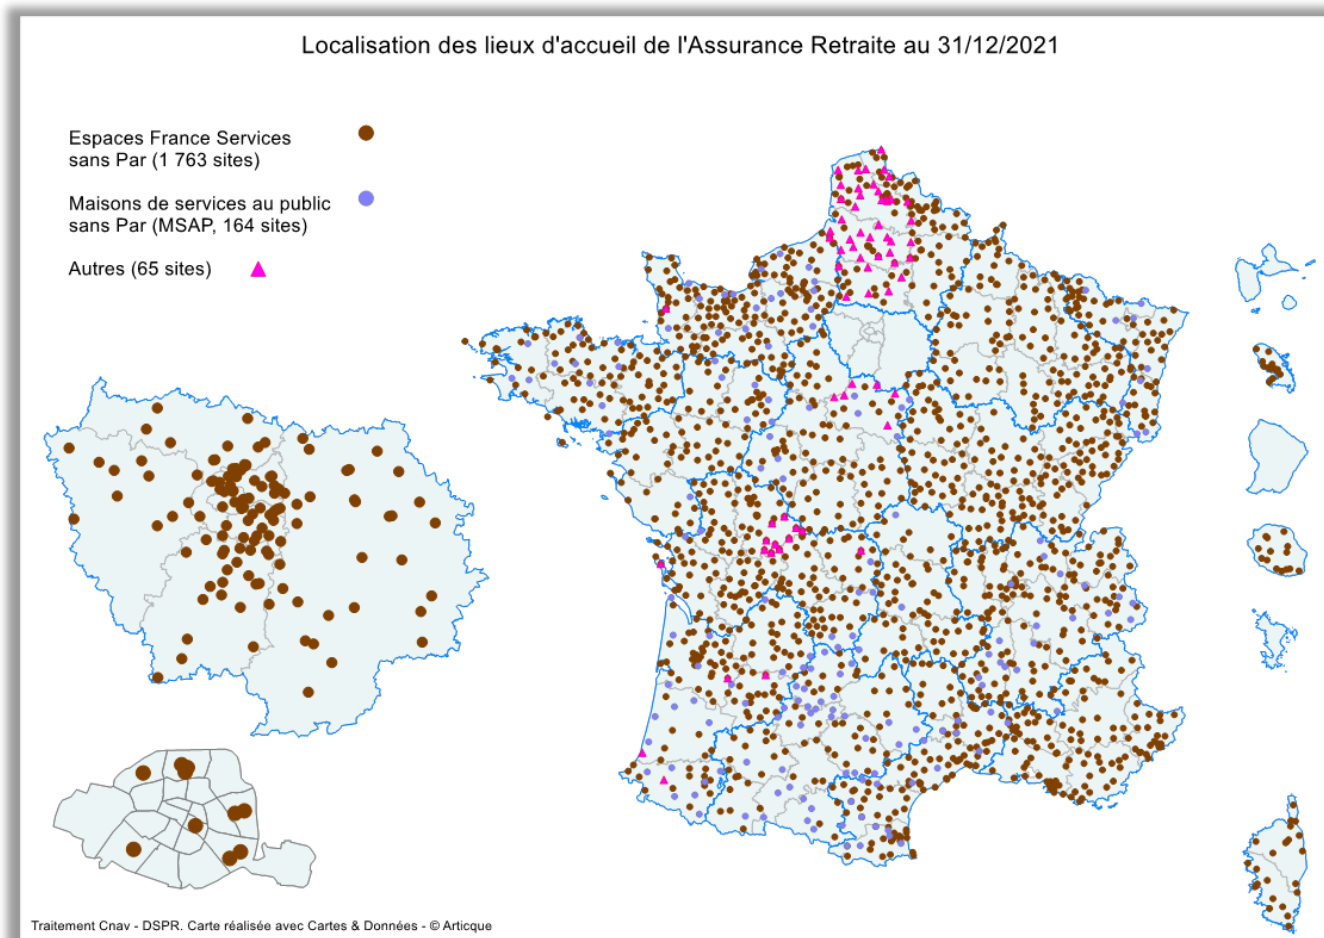 Localisation des lieux d'accueil de l'Assurance Retraite au 31/12/2021
Espaces France Services
sans Par (1 763 sites)
Maisons de services au public
sans Par (MSAP, 164 sites)
Autres (65 sites)
Traitement Cnav - DSPR. Carte réalisée avec Cartes & Données - © Articque